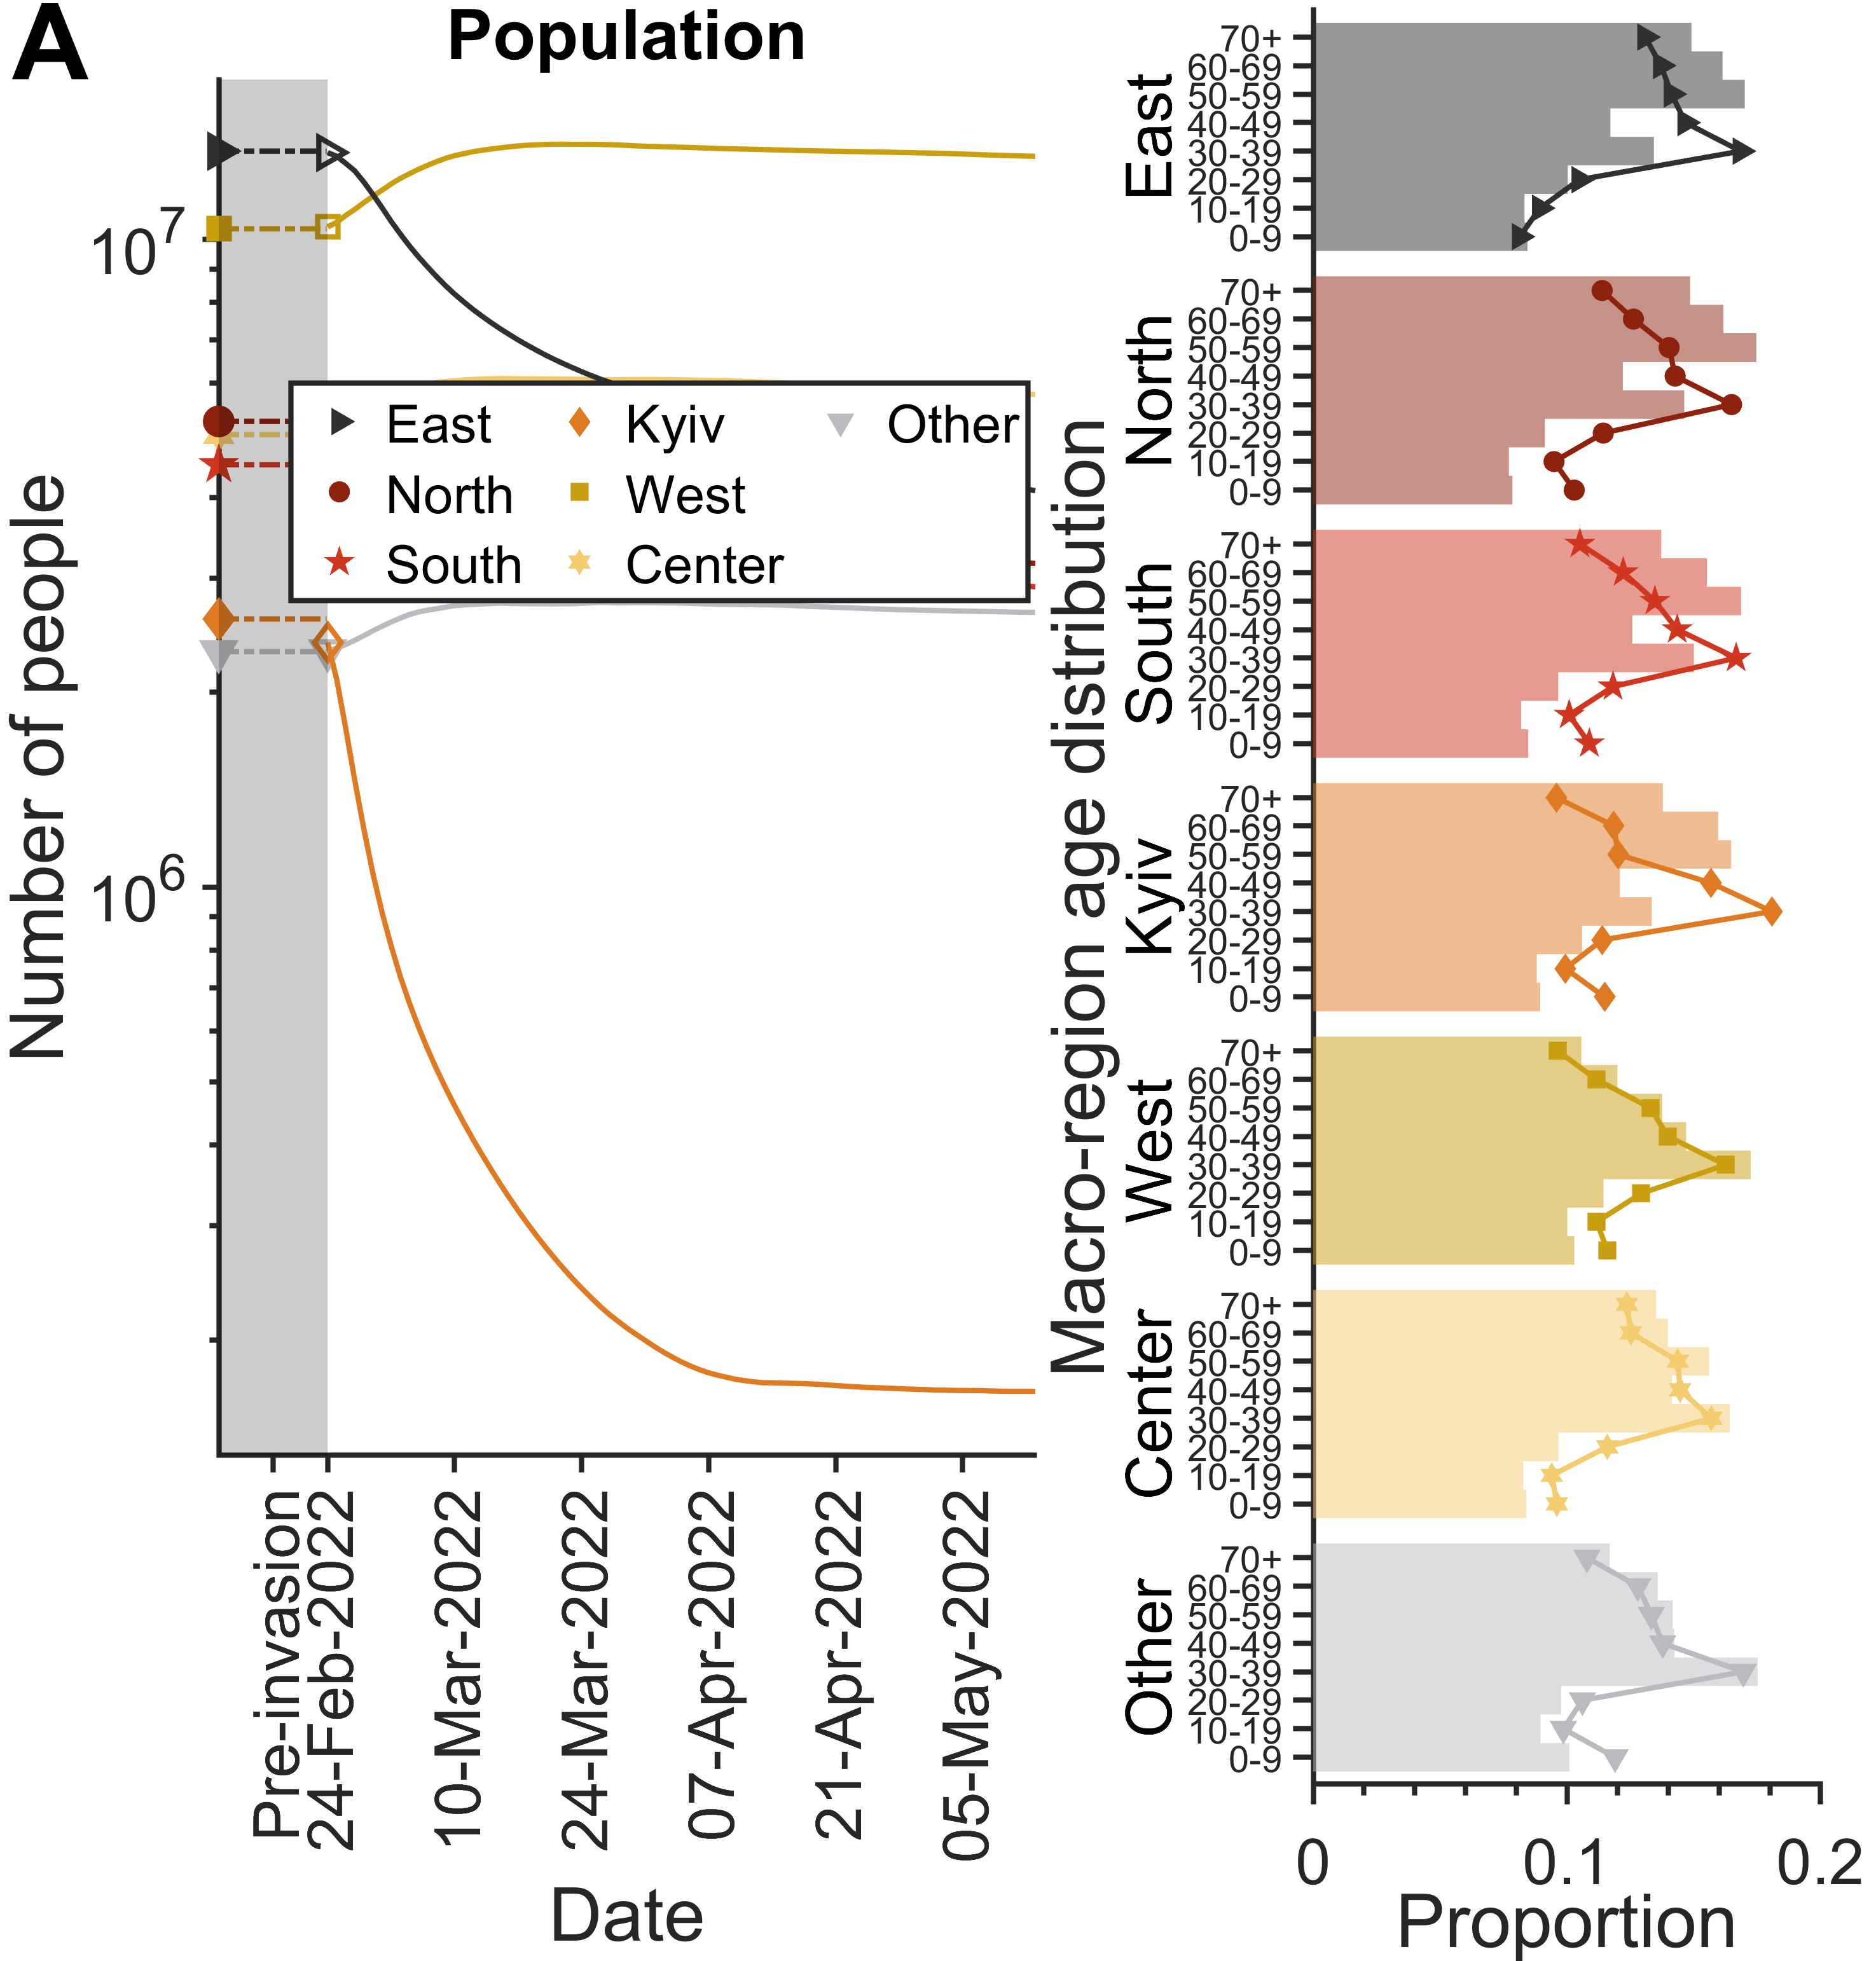 A
Population
Number of people
10^7
10^6
East
North
South
Kyiv
West
Center
Other
Pre-invasion
24-Feb-2022
10-Mar-2022
24-Mar-2022
07-Apr-2022
21-Apr-2022
05-May-2022
Date
Macro-region age distribution
East
70+
60-69
50-59
40-49
30-39
20-29
10-19
0-9
North
70+
60-69
50-59
40-49
30-39
20-29
10-19
0-9
South
70+
60-69
50-59
40-49
30-39
20-29
10-19
0-9
Kyiv
70+
60-69
50-59
40-49
30-39
20-29
10-19
0-9
West
70+
60-69
50-59
40-49
30-39
20-29
10-19
0-9
Center
70+
60-69
50-59
40-49
30-39
20-29
10-19
0-9
Other
70+
60-69
50-59
40-49
30-39
20-29
10-19
0-9
0
0.1
0.2
Proportion